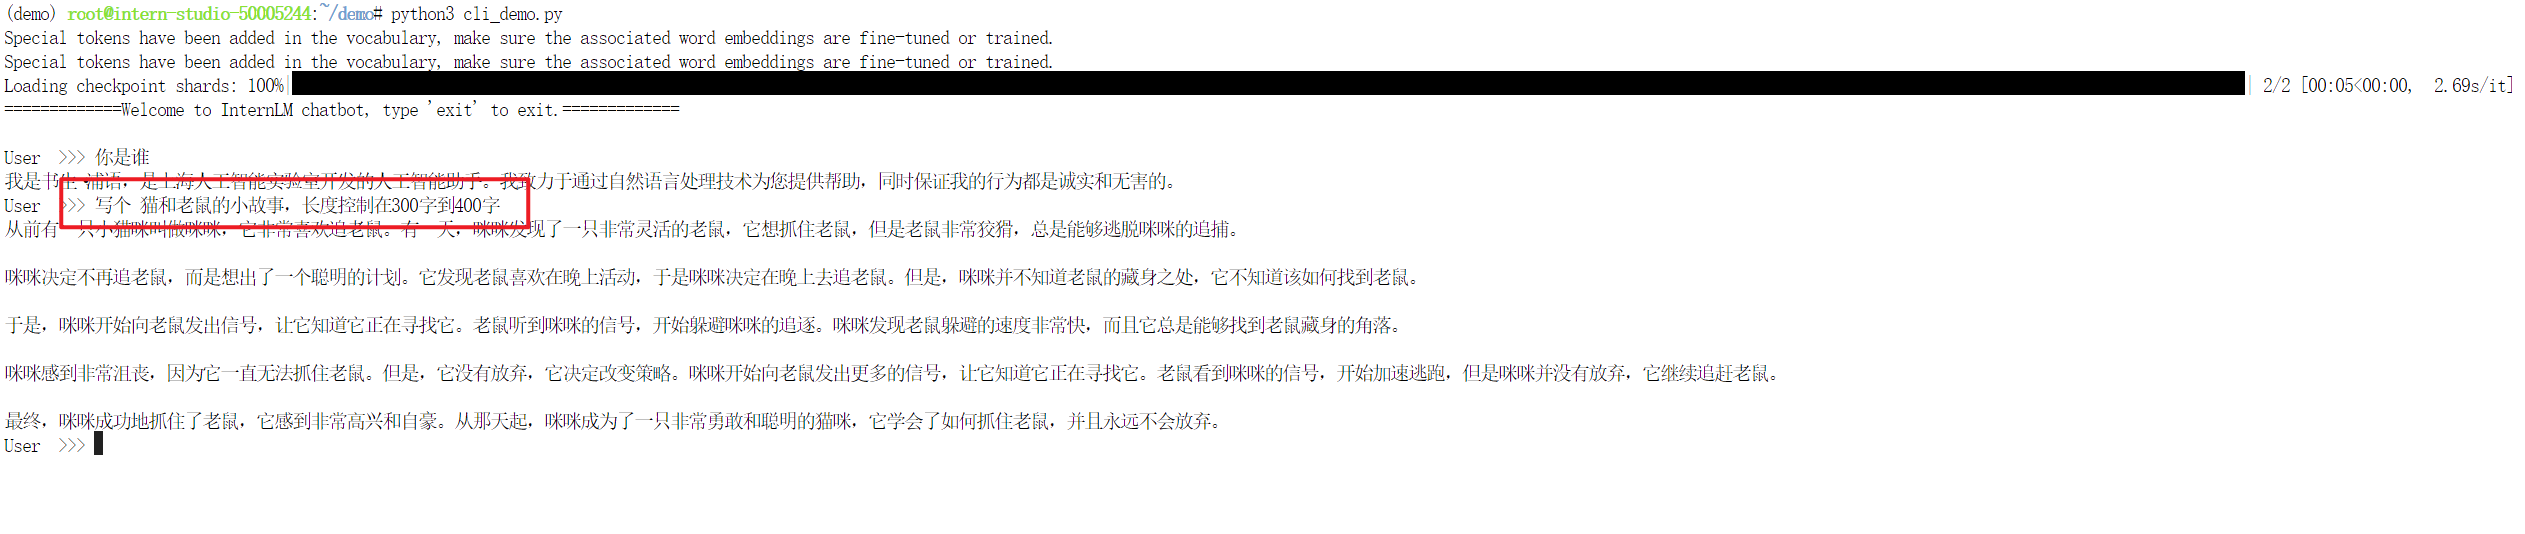 (demo) root@intern-studio-50005244:~/demo# python3 cli_demo.py
Special tokens have been added in the vocabulary, make sure the associated word embeddings are fine-tuned or trained.
Special tokens have been added in the vocabulary, make sure the associated word embeddings are fine-tuned or trained.
Loading checkpoint shards: 100%| | 2/2 [00:05<00:00,  2.69s/it]
=============Welcome to InternLM chatbot, type 'exit' to exit.=============
User  >>> 你是谁
我是书生·浦语，是上海人工智能实验室开发的人工智能助手。我致力于通过自然语言处理技术为您提供帮助，同时保证我的行为都是诚实和无害的。
User  >>> 写个 猫和老鼠的小故事，长度控制在300字到400字
从前有一只小猫咪叫做咪咪，它非常喜欢追老鼠。有一天，咪咪发现了一只非常灵活的老鼠，它想抓住老鼠，但是老鼠非常狡猾，总是能够逃脱咪咪的追捕。
咪咪决定不再追老鼠，而是想出了一个聪明的计划。它发现老鼠喜欢在晚上活动，于是咪咪决定在晚上去追老鼠。但是，咪咪并不知道老鼠的藏身之处，它不知道该如何找到老鼠。
于是，咪咪开始向老鼠发出信号，让它知道它正在寻找它。老鼠听到咪咪的信号，开始躲避咪咪的追逐。咪咪发现老鼠躲避的速度非常快，而且它总是能够找到老鼠藏身的角落。
咪咪感到非常沮丧，因为它一直无法抓住老鼠。但是，它没有放弃，它决定改变策略。咪咪开始向老鼠发出更多的信号，让它知道它正在寻找它。老鼠看到咪咪的信号，开始加速逃跑，但是咪咪并没有放弃，它继续追赶老鼠。
最终，咪咪成功地抓住了老鼠，它感到非常高兴和自豪。从那天起，咪咪成为了一只非常勇敢和聪明的猫咪，它学会了如何抓住老鼠，并且永远不会放弃。
User  >>>